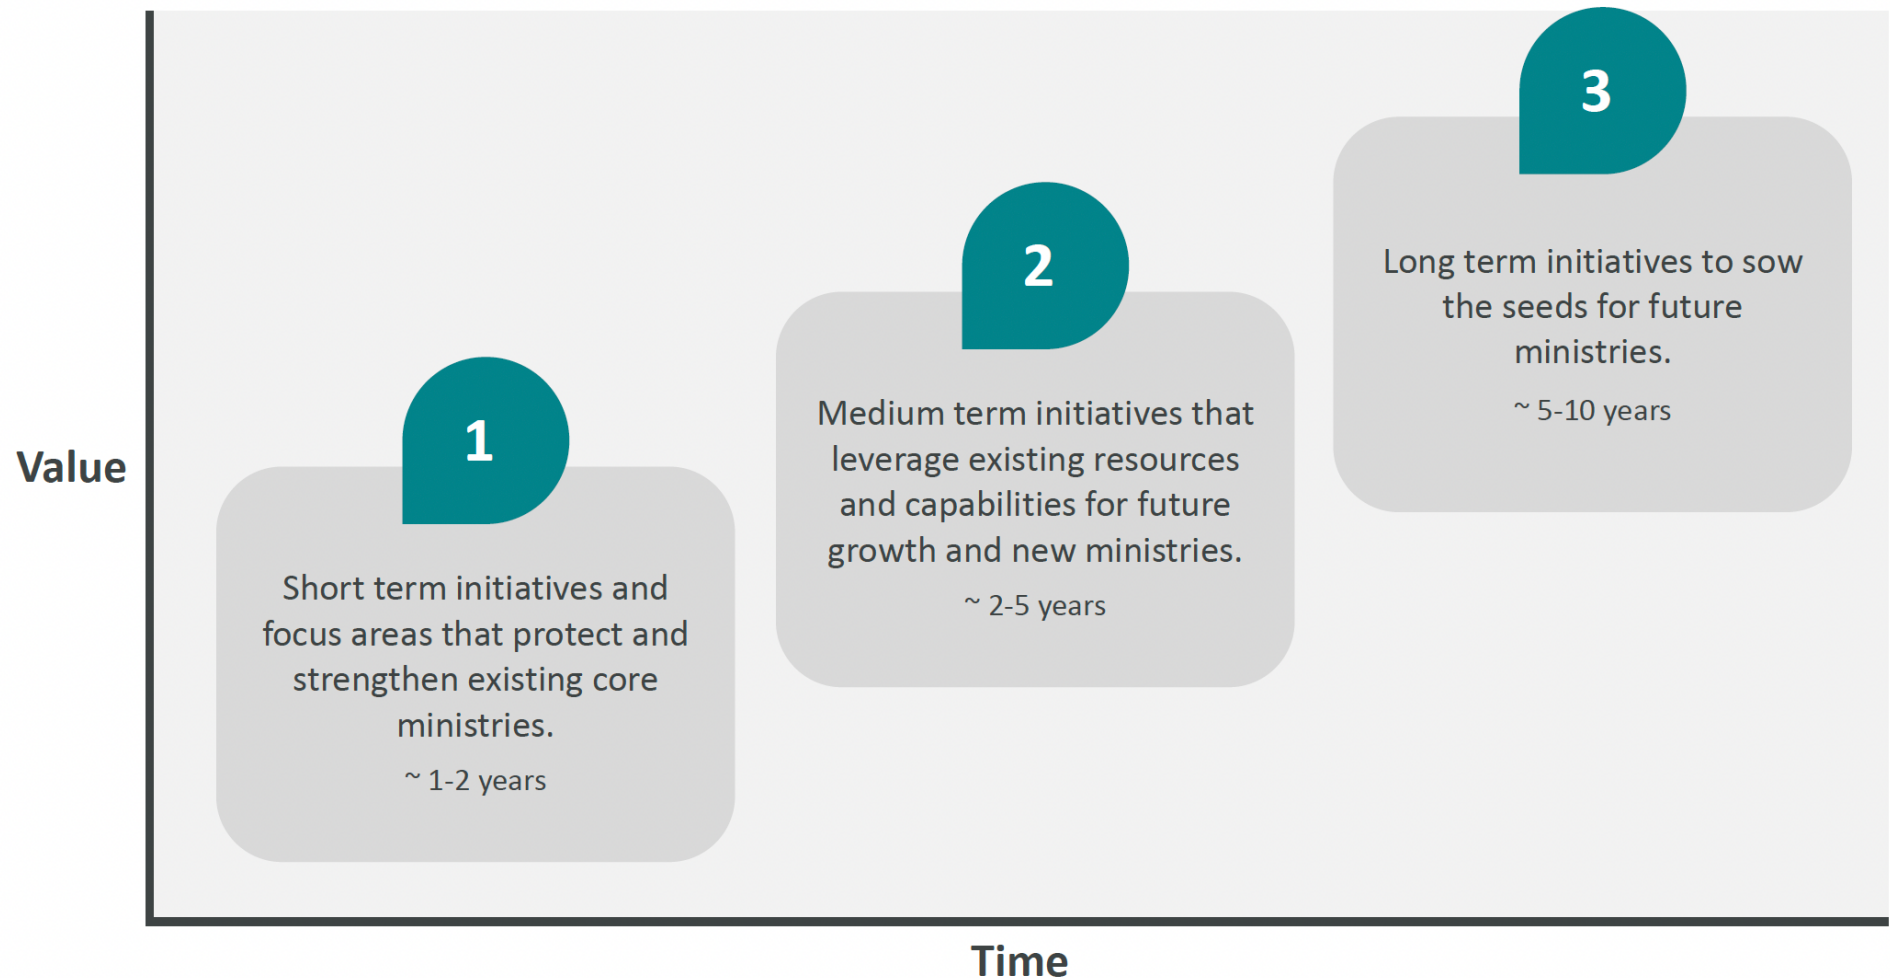 Value
1
Short term initiatives and
focus areas that protect and
strengthen existing core
ministries.
~ 1-2 years
2
Medium term initiatives that
leverage existing resources
and capabilities for future
growth and new ministries.
~ 2-5 years
3
Long term initiatives to sow
the seeds for future
ministries.
~ 5-10 years
Time